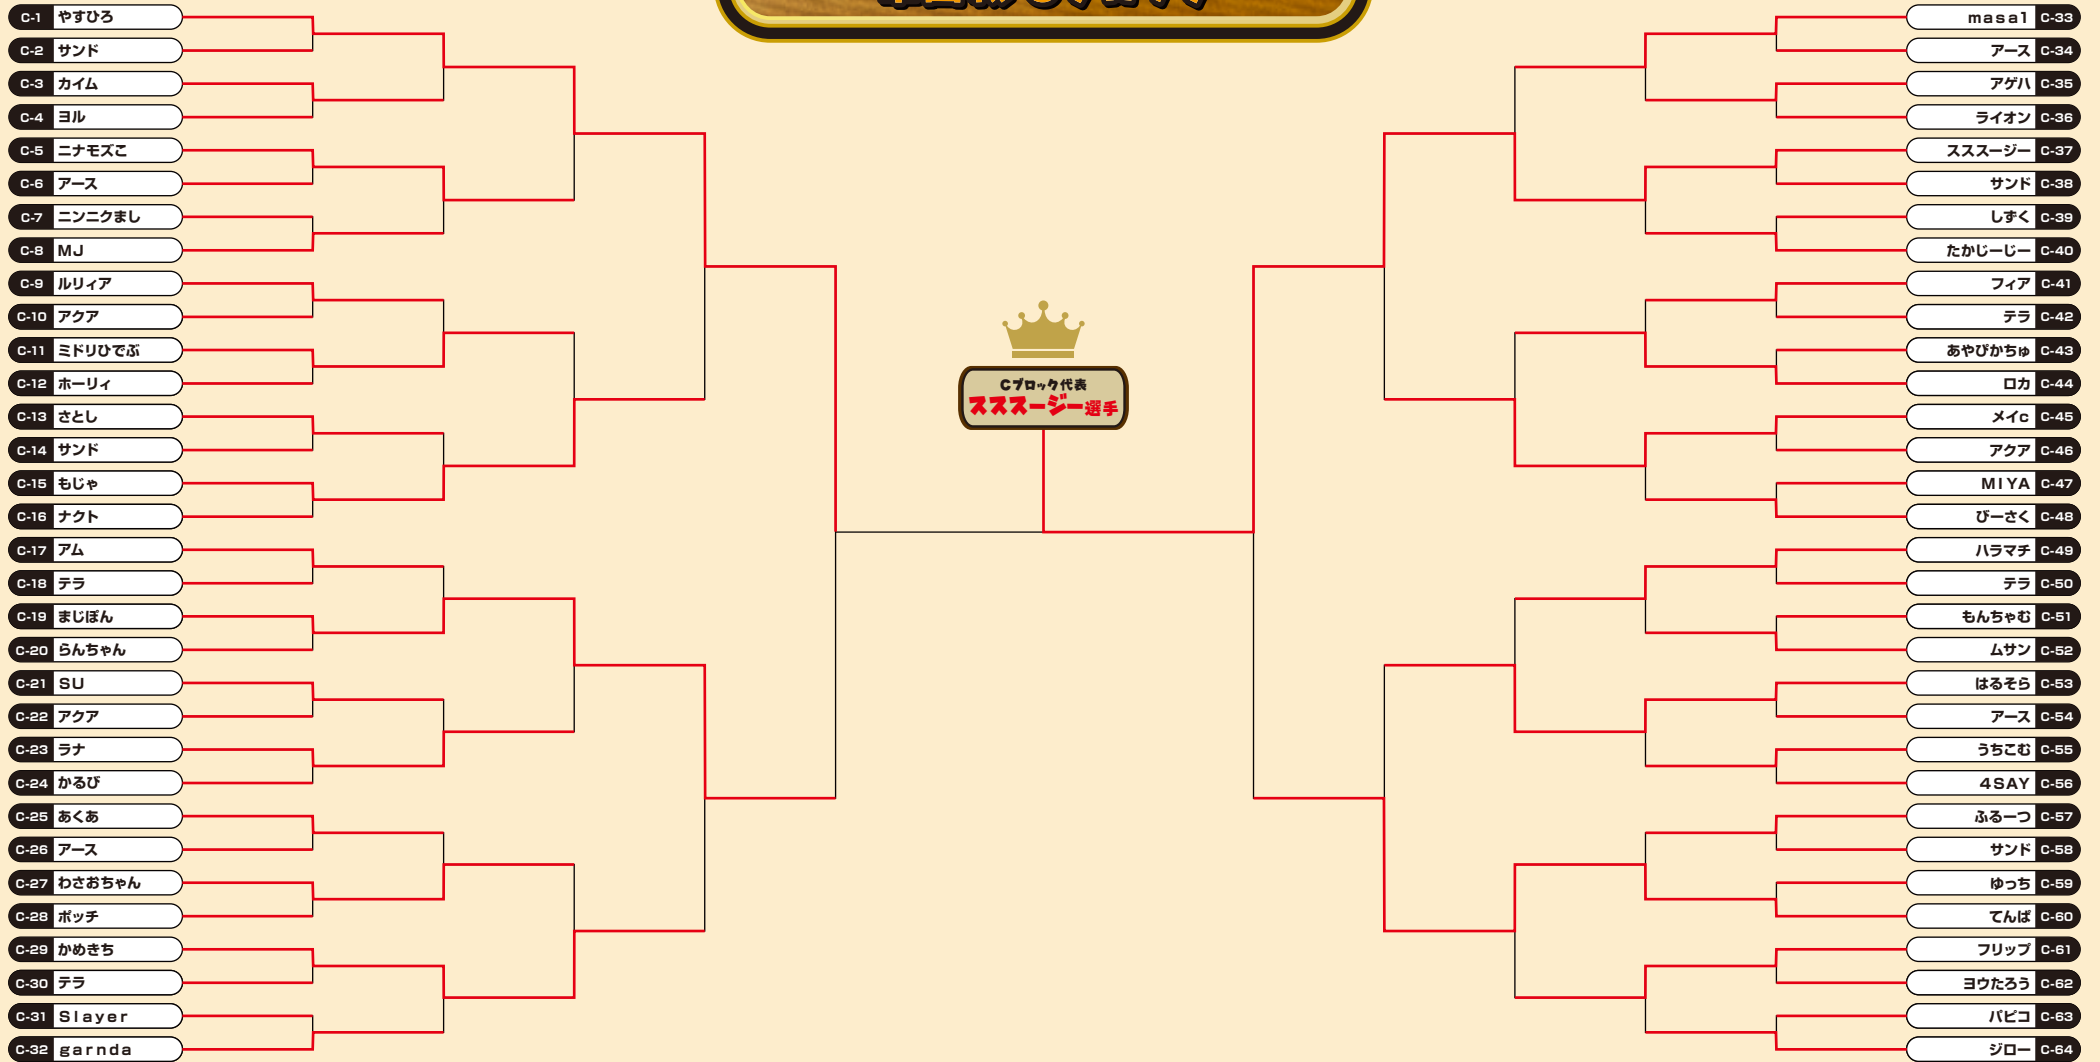 C-1 やすひろ
C-2 サンド
C-3 カイム
C-4 ヨル
C-5 ニナモズこ
C-6 アース
C-7 ニンニクまし
C-8 MJ
C-9 ルリィア
C-10 アクア
C-11 ミドリひでぶ
C-12 ホーリィ
C-13 さとし
C-14 サンド
C-15 もじゃ
C-16 ナクト
C-17 アム
C-18 テラ
C-19 まじぽん
C-20 らんちゃん
C-21 SU
C-22 アクア
C-23 ラナ
C-24 かるび
C-25 あくあ
C-26 アース
C-27 わさおちゃん
C-28 ポッチ
C-29 かめきち
C-30 テラ
C-31 Slayer
C-32 garnda
Cブロック代表
スススージー選手
masa1 C-33
アース C-34
アゲハ C-35
ライオン C-36
スススージー C-37
サンド C-38
しずく C-39
たかじーじー C-40
フィア C-41
テラ C-42
あやぴかちゅ C-43
ロカ C-44
メイc C-45
アクア C-46
MIYA C-47
びーさく C-48
ハラマチ C-49
テラ C-50
もんちゃむ C-51
ムサン C-52
はるそら C-53
アース C-54
うちこむ C-55
4SAY C-56
ふるーつ C-57
サンド C-58
ゆっち C-59
てんぱ C-60
フリップ C-61
ヨウたろう C-62
パピコ C-63
ジロー C-64